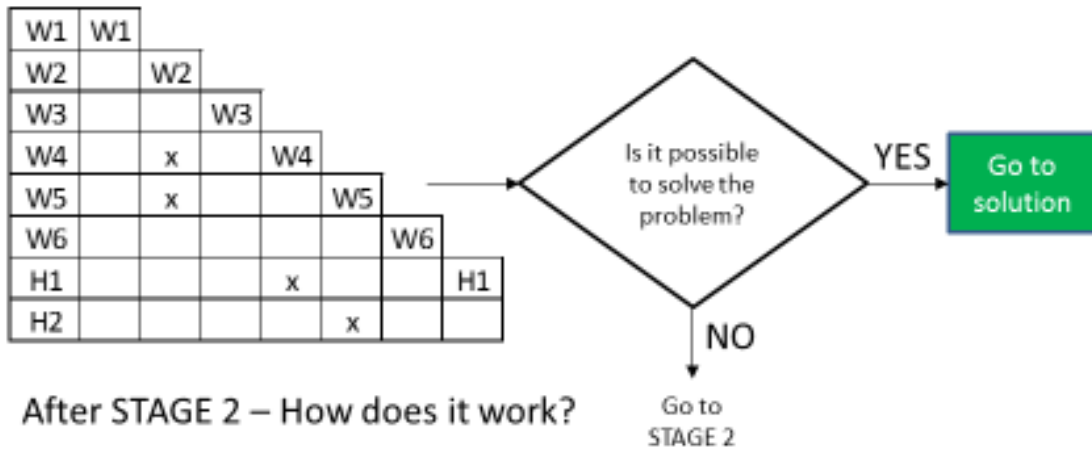 W1 W1
W2 W2
W3 W3
W4 x W4
W5 x W5
W6 W6
H1 x H1
H2 x
Is it possible
to solve the
problem?
YES
Go to
solution
NO
Go to
STAGE 2
After STAGE 2 – How does it work?